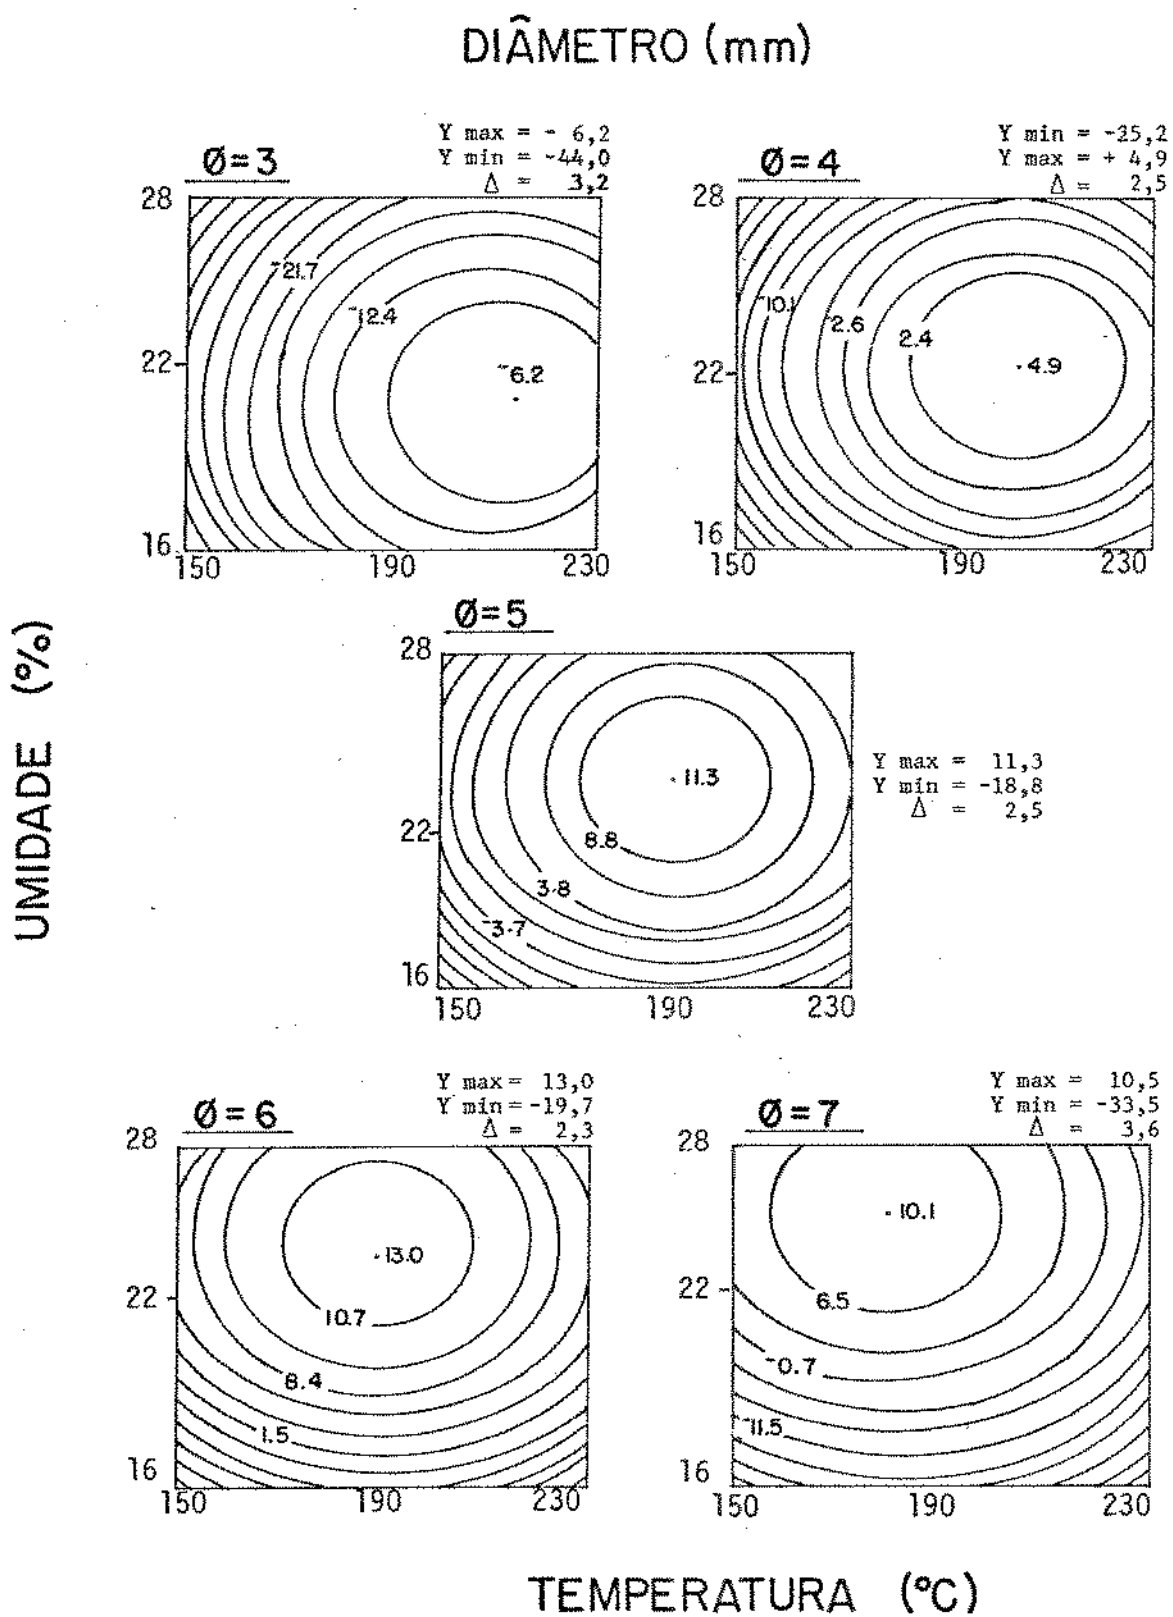 DIÂMETRO (mm)
Ø=3
Y max = - 6,2
Y min = -44,0
Δ = 3,2
28
22
16
-21.7
-12.4
-6.2
150 190 230
Ø=4
Y min = -25,2
Y max = + 4,9
Δ = 2,5
28
22
16
-10.1
-2.6
2.4
4.9
150 190 230
UMIDADE (%)
Ø=5
28
22
16
11.3
8.8
3.8
-3.7
150 190 230
Y max = 11,3
Y min = -18,8
Δ = 2,5
Ø=6
Y max = 13,0
Y min = -19,7
Δ = 2,3
28
22
16
13.0
10.7
8.4
1.5
150 190 230
Ø=7
Y max = 10,5
Y min = -33,5
Δ = 3,6
28
22
16
10.1
6.5
-0.7
-11.5
150 190 230
TEMPERATURA (ºC)